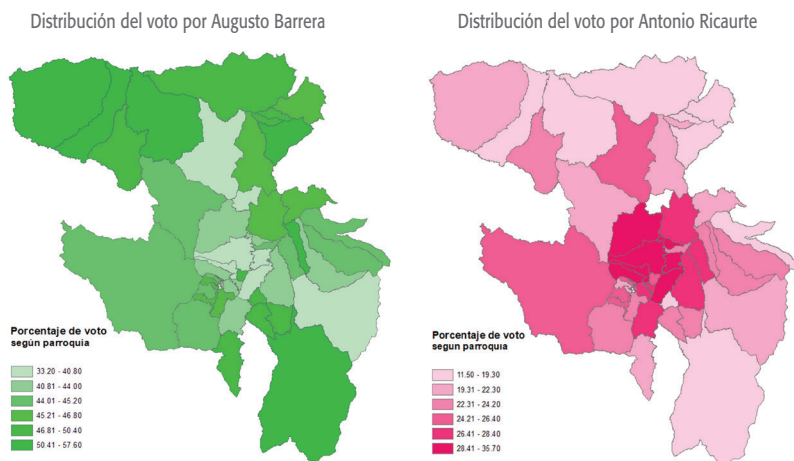 Distribución del voto por Augusto Barrera
Distribución del voto por Antonio Ricaurte
Porcentaje de voto
según parroquia
33.20 - 40.80
40.81 - 44.00
44.01 - 45.20
45.21 - 46.80
46.81 - 50.40
50.41 - 57.60
Porcentaje de voto
segun parroquia
11.50 - 19.30
19.31 - 22.30
22.31 - 24.20
24.21 - 26.40
26.41 - 28.40
28.41 - 35.70